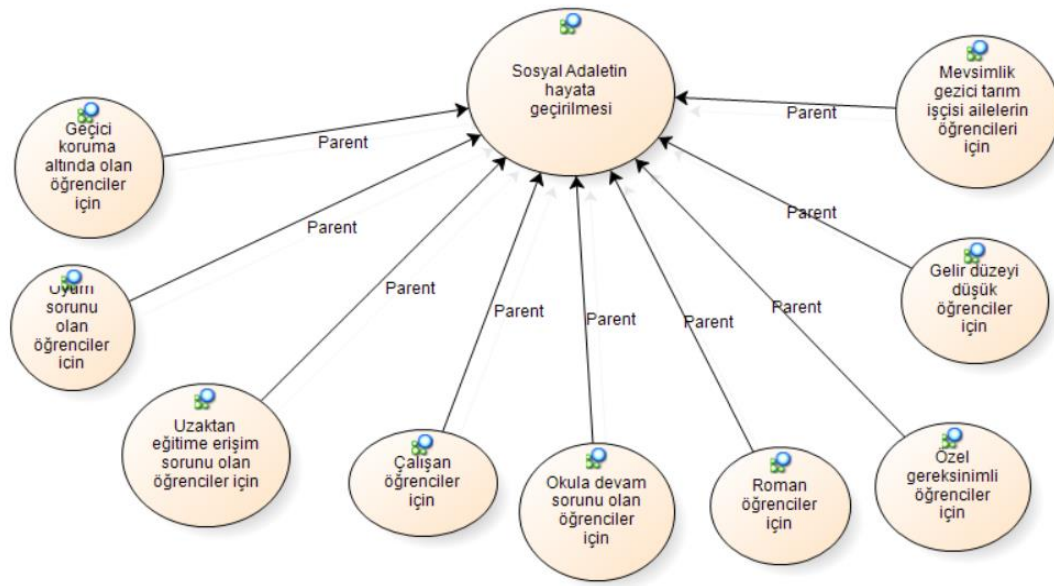 Sosyal Adaletin
hayata
geçirilmesi
Mevsimlik
gezici tarım
işçisi ailelerin
öğrencileri
için
Geçici
koruma
altında olan
öğrenciler
için
Parent
Parent
Parent
Parent
Uyum
sorunu
olan
öğrenciler
için
Gelir düzeyi
düşük
öğrenciler
için
Parent
Parent
Parent
Parent
Parent
Uzaktan
eğitime erişim
sorunu olan
öğrenciler için
Çalışan
öğrenciler
için
Okula devam
sorunu olan
öğrenciler
için
Roman
öğrenciler
için
Özel
gereksinimli
öğrenciler
için